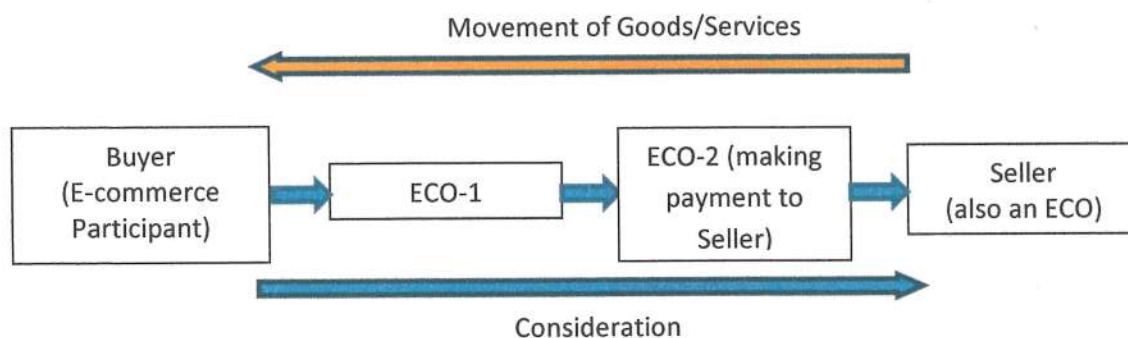 Movement of Goods/Services
Buyer
(E-commerce
Participant)
ECO-1
ECO-2 (making
payment to
Seller)
Seller
(also an ECO)
Consideration